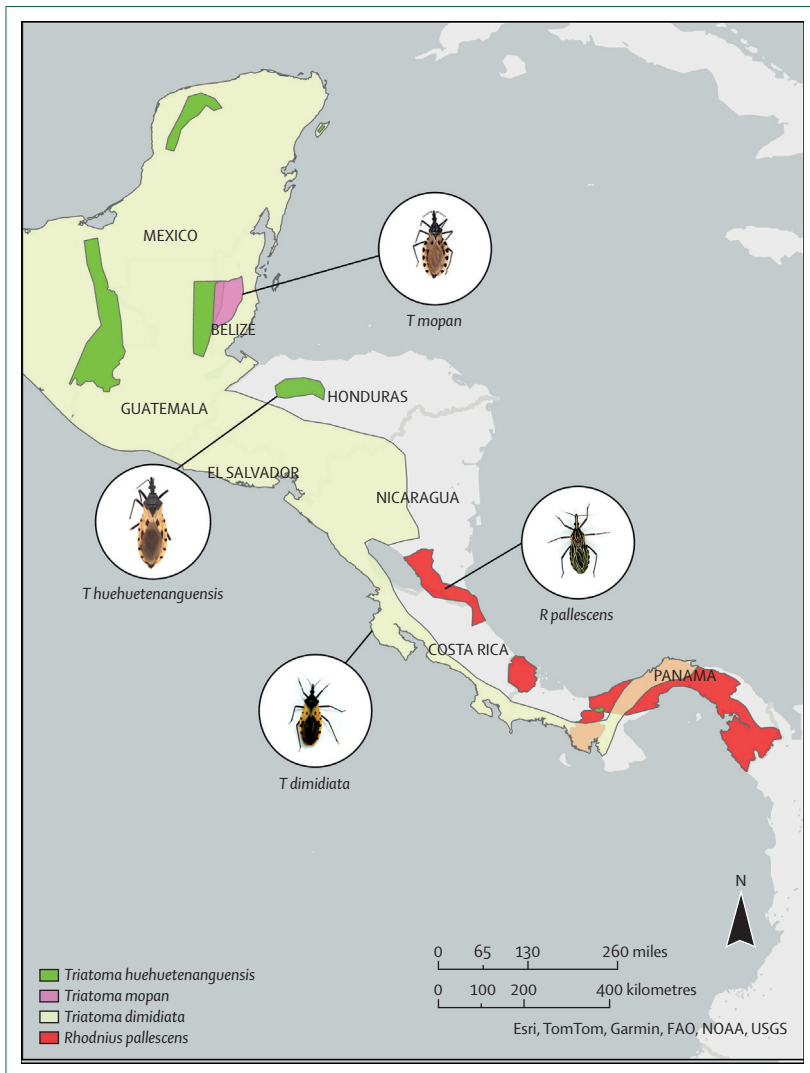 MEXICO
T mopan
BELIZE
HONDURAS
GUATEMALA
EL SALVADOR
NICARAGUA
T huehuetenanguensis
R pallescens
COSTA RICA
PANAMA
T dimidiata
N
0 65 130 260 miles
0 100 200 400 kilometres
Triatoma huehuetenanguensis
Triatoma mopan
Triatoma dimidiata
Rhodnius pallescens
Esri, TomTom, Garmin, FAO, NOAA, USGS